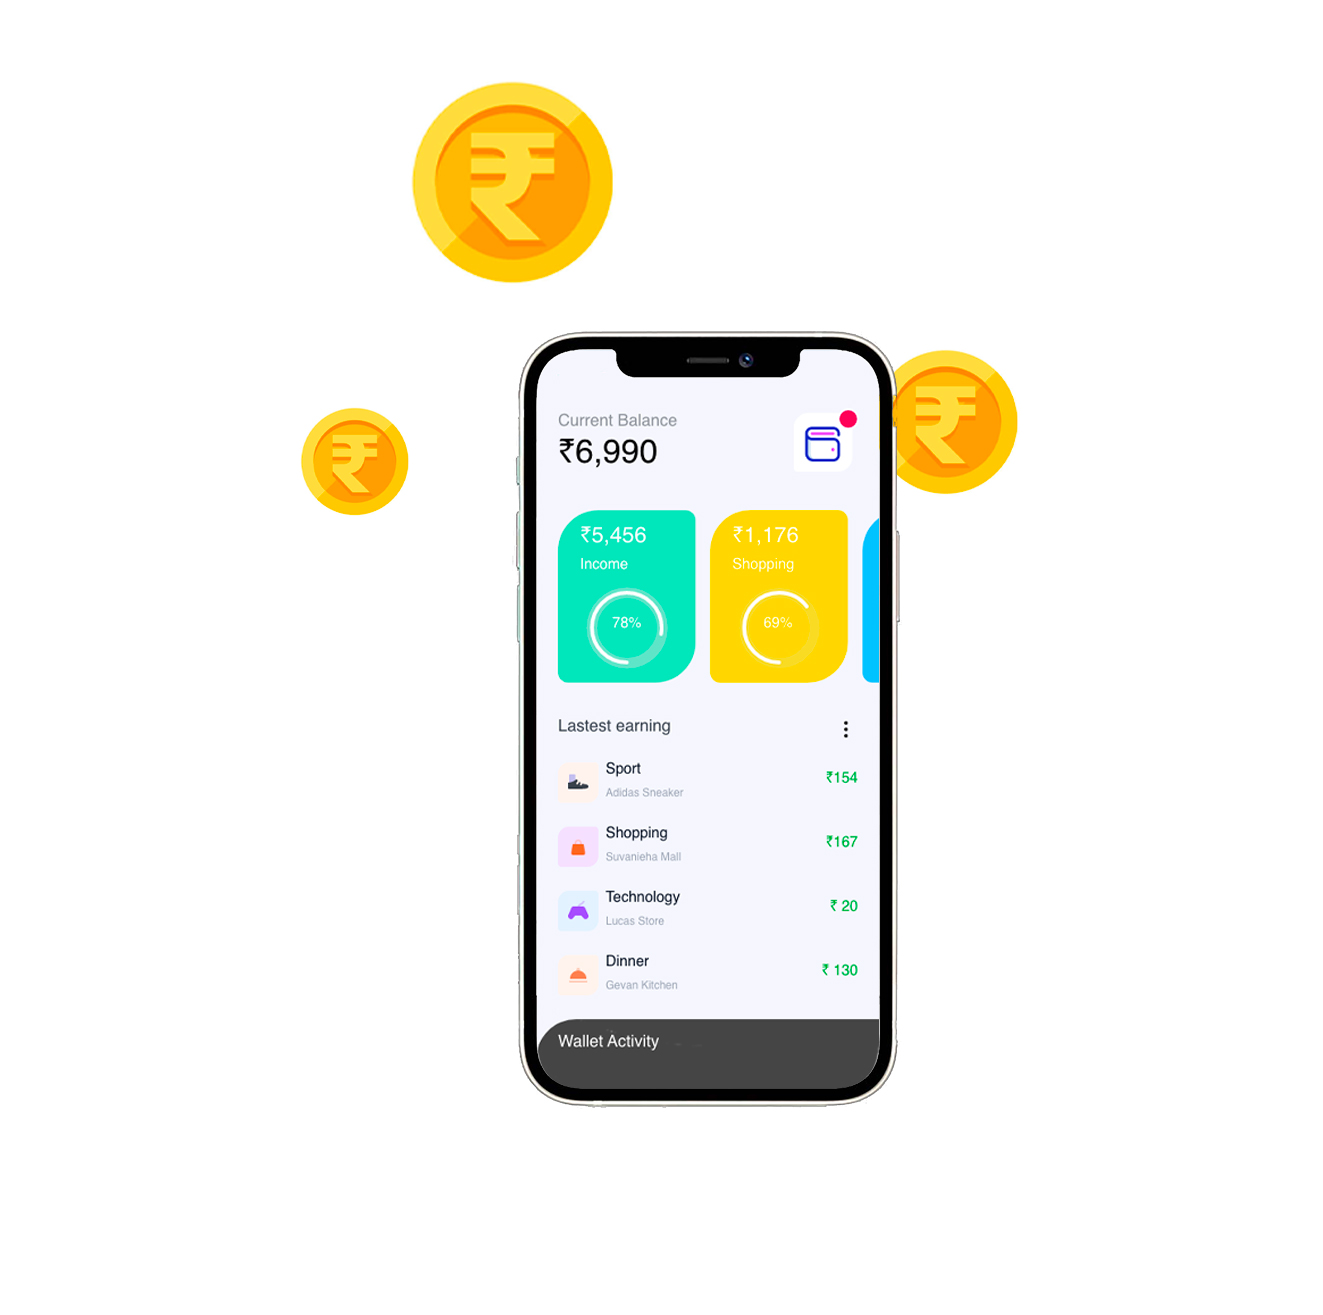 ₹
₹
₹
Current Balance
₹6,990
₹5,456
Income
78%
₹1,176
Shopping
69%
Lastest earning
Sport
Adidas Sneaker
₹154
Shopping
Suvanieha Mall
₹167
Technology
Lucas Store
₹ 20
Dinner
Gevan Kitchen
₹ 130
Wallet Activity